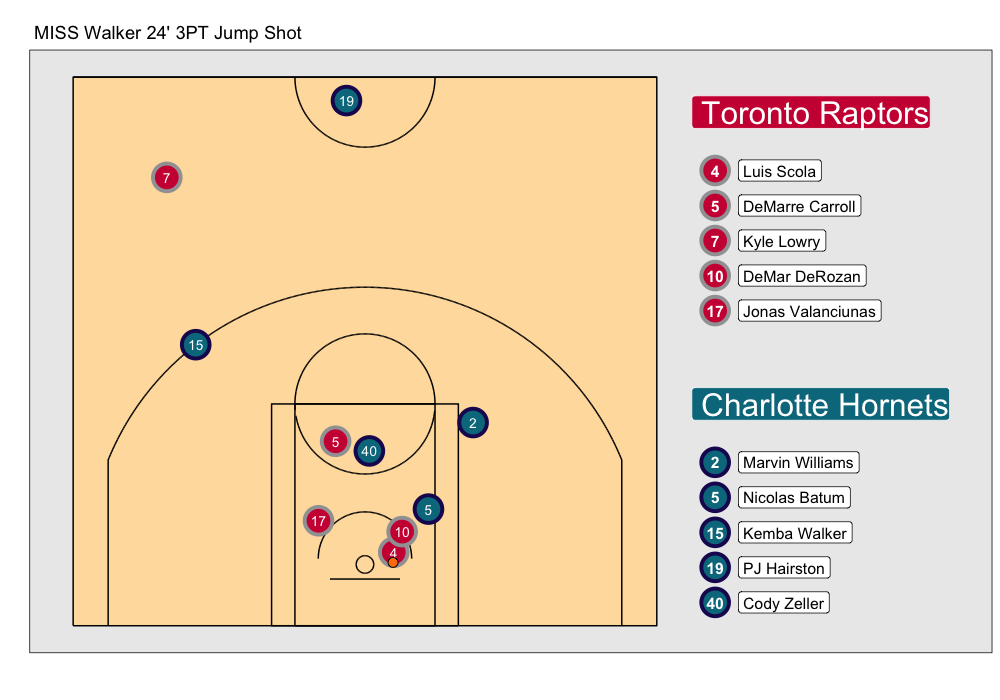 MISS Walker 24' 3PT Jump Shot
19
7
15
2
5
40
5
17
10
4
Toronto Raptors
4 Luis Scola
5 DeMarre Carroll
7 Kyle Lowry
10 DeMar DeRozan
17 Jonas Valanciunas
Charlotte Hornets
2 Marvin Williams
5 Nicolas Batum
15 Kemba Walker
19 PJ Hairston
40 Cody Zeller